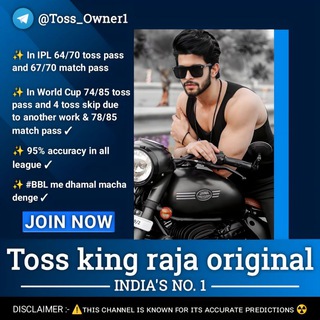 @Toss_Owner1
✨ In IPL 64/70 toss pass
and 67/70 match pass
✨ In World Cup 74/85 toss
pass and 4 toss skip due
to another work & 78/85
match pass ✓
✨ 95% accuracy in all
league ✓
✨ #BBL me dhamal macha
denge ✓
JOIN NOW
Toss king raja original
INDIA'S NO. 1
DISCLAIMER :- ⚠THIS CHANNEL IS KNOWN FOR ITS ACCURATE PREDICTIONS ☢